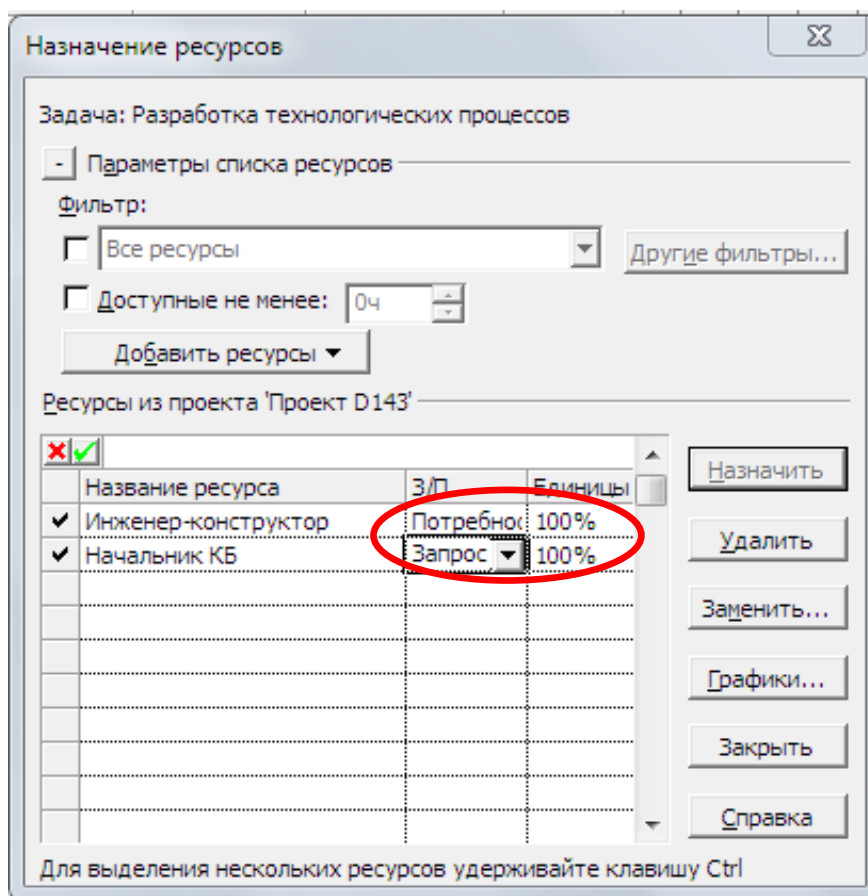 Назначение ресурсов
Задача: Разработка технологических процессов
- Параметры списка ресурсов
Фильтр:
Все ресурсы
Другие фильтры...
Доступные не менее: 0ч
Добавить ресурсы
Ресурсы из проекта 'Проект D143'
Название ресурса З/П Единицы
Инженер-конструктор Потребнос 100%
Начальник КБ Запрос 100%
Назначить
Удалить
Заменить...
Графики...
Закрыть
Справка
Для выделения нескольких ресурсов удерживайте клавишу Ctrl